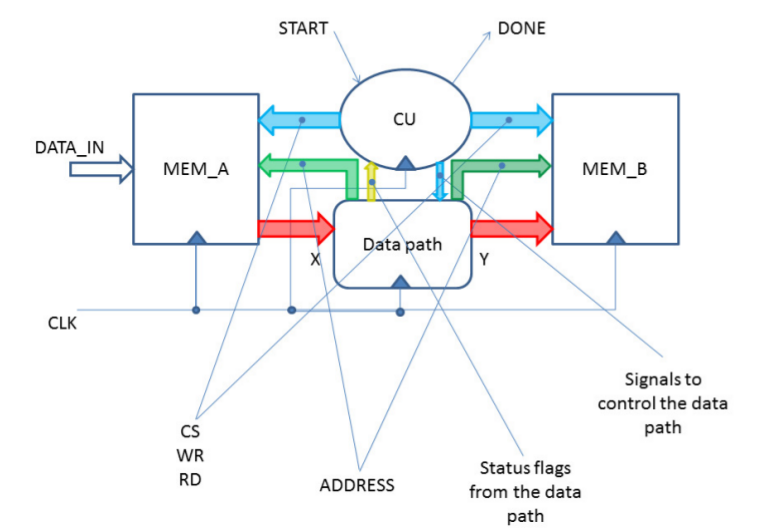 START
DONE
CU
DATA_IN
MEM_A
MEM_B
Data path
X
Y
CLK
Signals to
control the data
path
CS
WR
RD
ADDRESS
Status flags
from the data
path